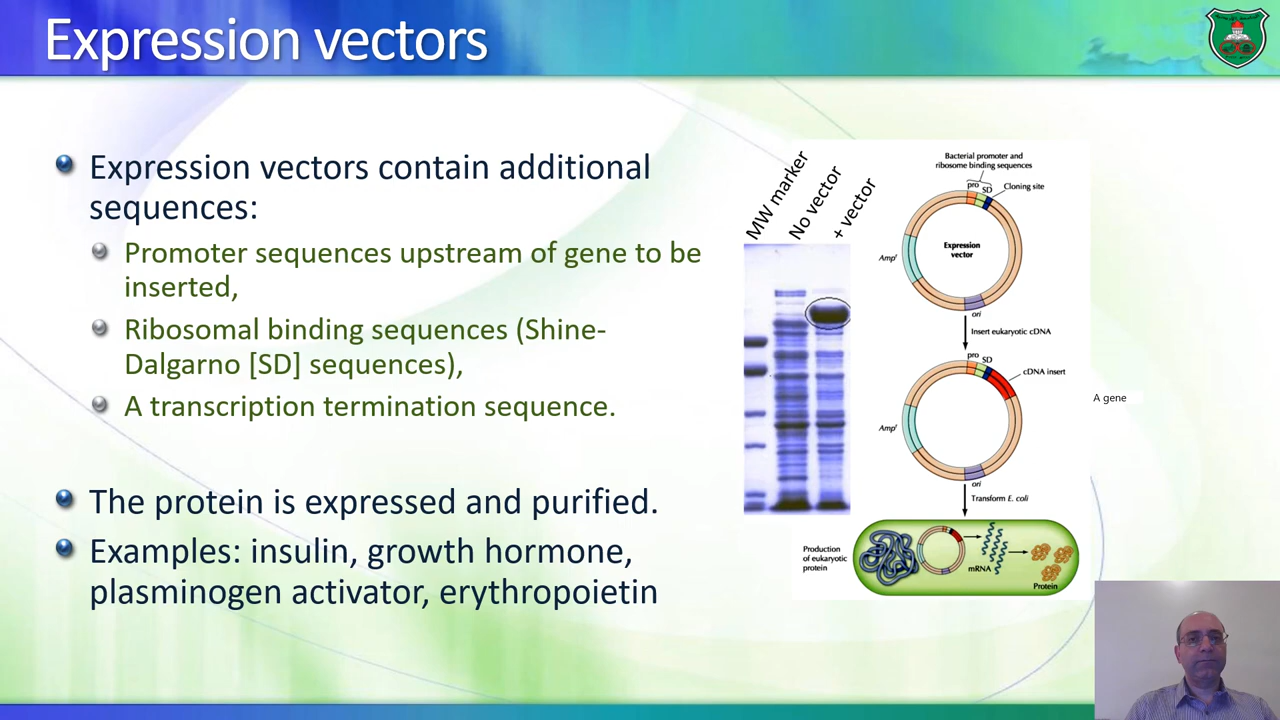 Expression vectors
Expression vectors contain additional
sequences:
Promoter sequences upstream of gene to be
inserted,
Ribosomal binding sequences (Shine-
Dalgarno [SD] sequences),
A transcription termination sequence.
The protein is expressed and purified.
Examples: insulin, growth hormone,
plasminogen activator, erythropoietin
MW marker
No vector
+ vector
Bacterial promoter and
ribosome binding sequences
pro
SD
Cloning site
Ampʳ
Expression
vector
ori
Insert eukaryotic cDNA
pro
SD
cDNA insert
A gene
Ampʳ
ori
Transform E. coli
Production
of eukaryotic
protein
mRNA
Protein